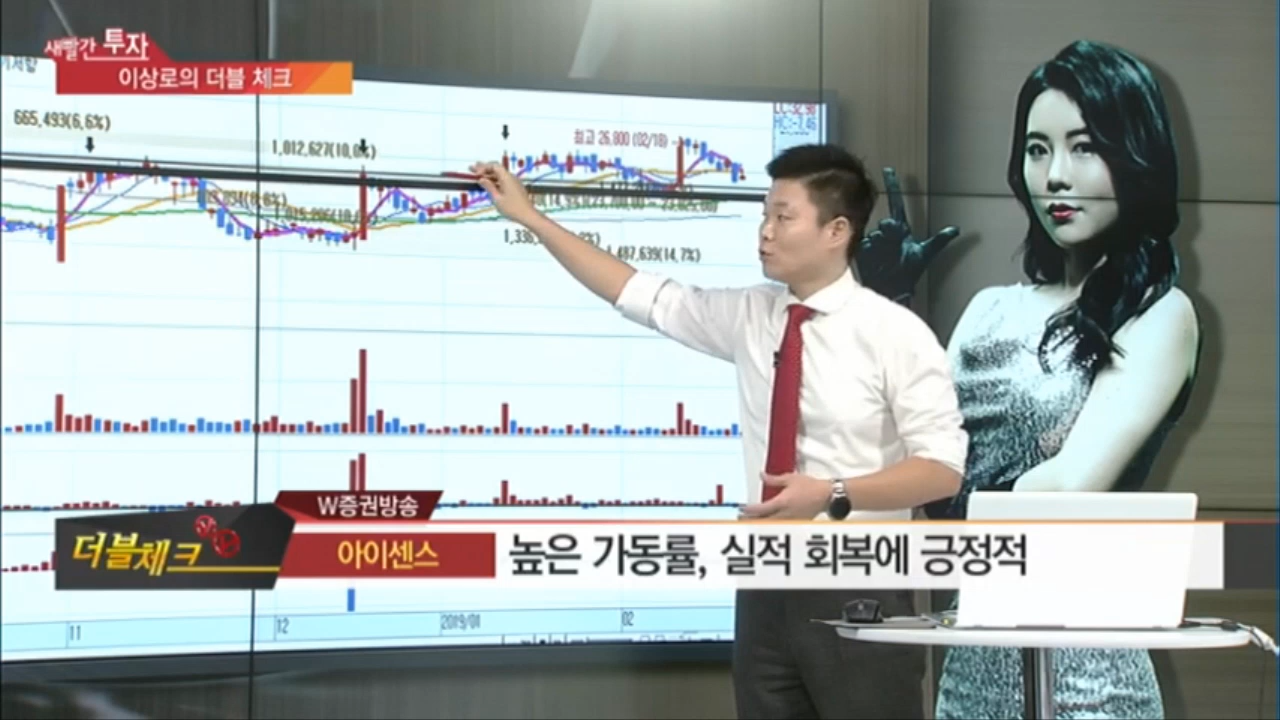 새빨간 투자
이상로의 더블 체크
665,493(6.6%)
1,012,627(10.0%)
최고 26,800 (02/18)
487,639(14.7%)
W증권방송
더블체크
아이센스
높은 가동률, 실적 회복에 긍정적
11
12
2019/01
02